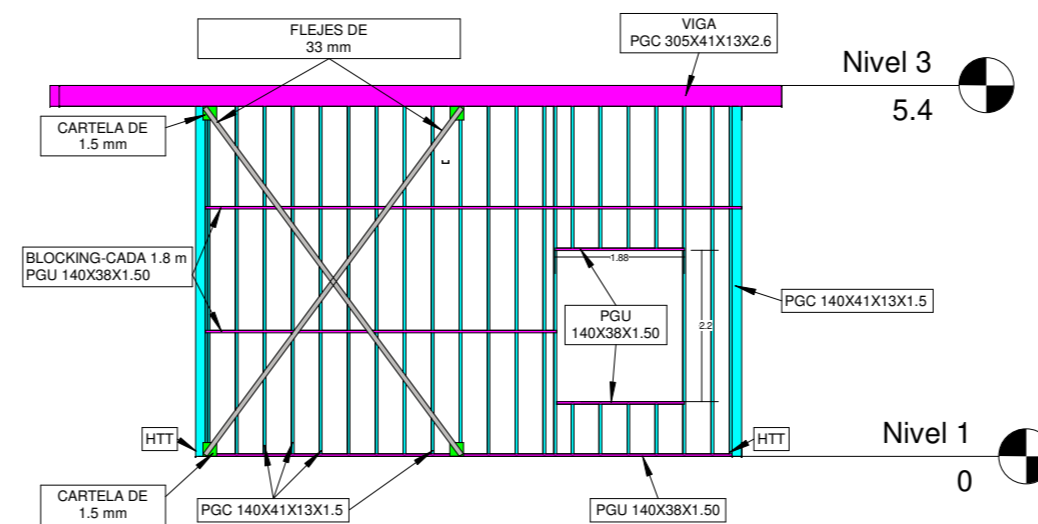 FLEJES DE
33 mm
VIGA
PGC 305X41X13X2.6
Nivel 3
5.4
CARTELA DE
1.5 mm
BLOCKING-CADA 1.8 m
PGU 140X38X1.50
1.88
PGC 140X41X13X1.5
PGU
140X38X1.50
2.2
HTT
HTT
Nivel 1
0
CARTELA DE
1.5 mm
PGC 140X41X13X1.5
PGU 140X38X1.50